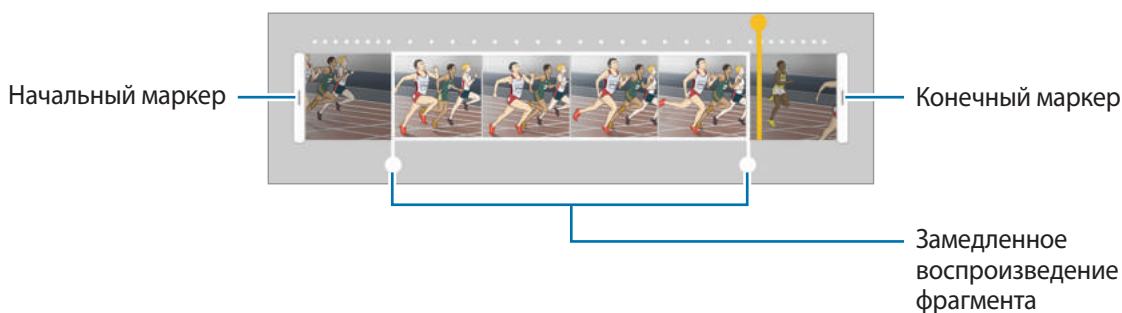 Начальный маркер
Конечный маркер
Замедленное
воспроизведение
фрагмента